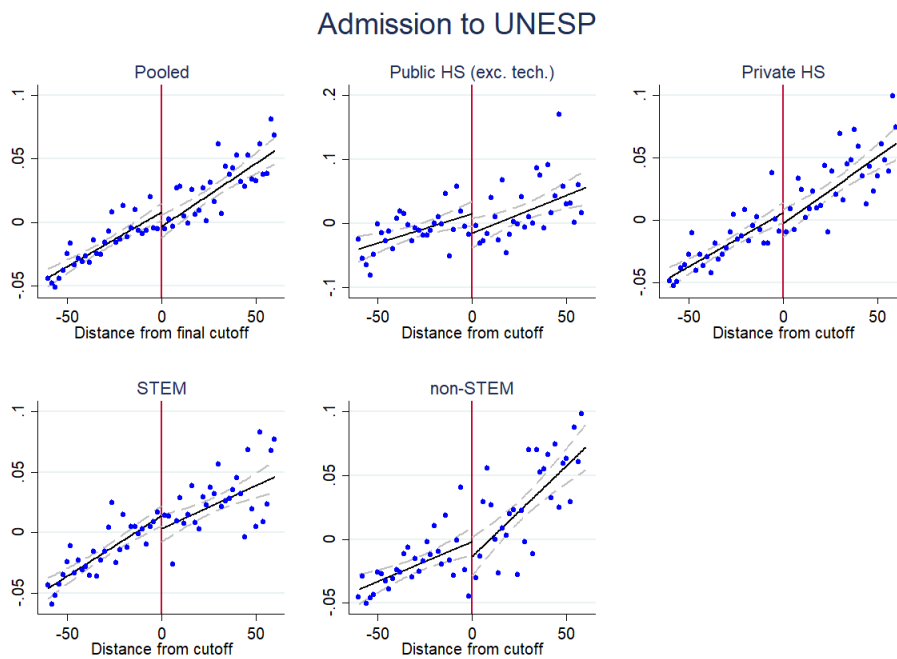 Admission to UNESP
Pooled
.1
.05
0
-.05
-50 0 50
Distance from final cutoff
Public HS (exc. tech.)
.2
.1
0
-.1
-50 0 50
Distance from cutoff
Private HS
.1
.05
0
-.05
-50 0 50
Distance from cutoff
STEM
.1
.05
0
-.05
-50 0 50
Distance from cutoff
non-STEM
.1
.05
0
-.05
-50 0 50
Distance from cutoff